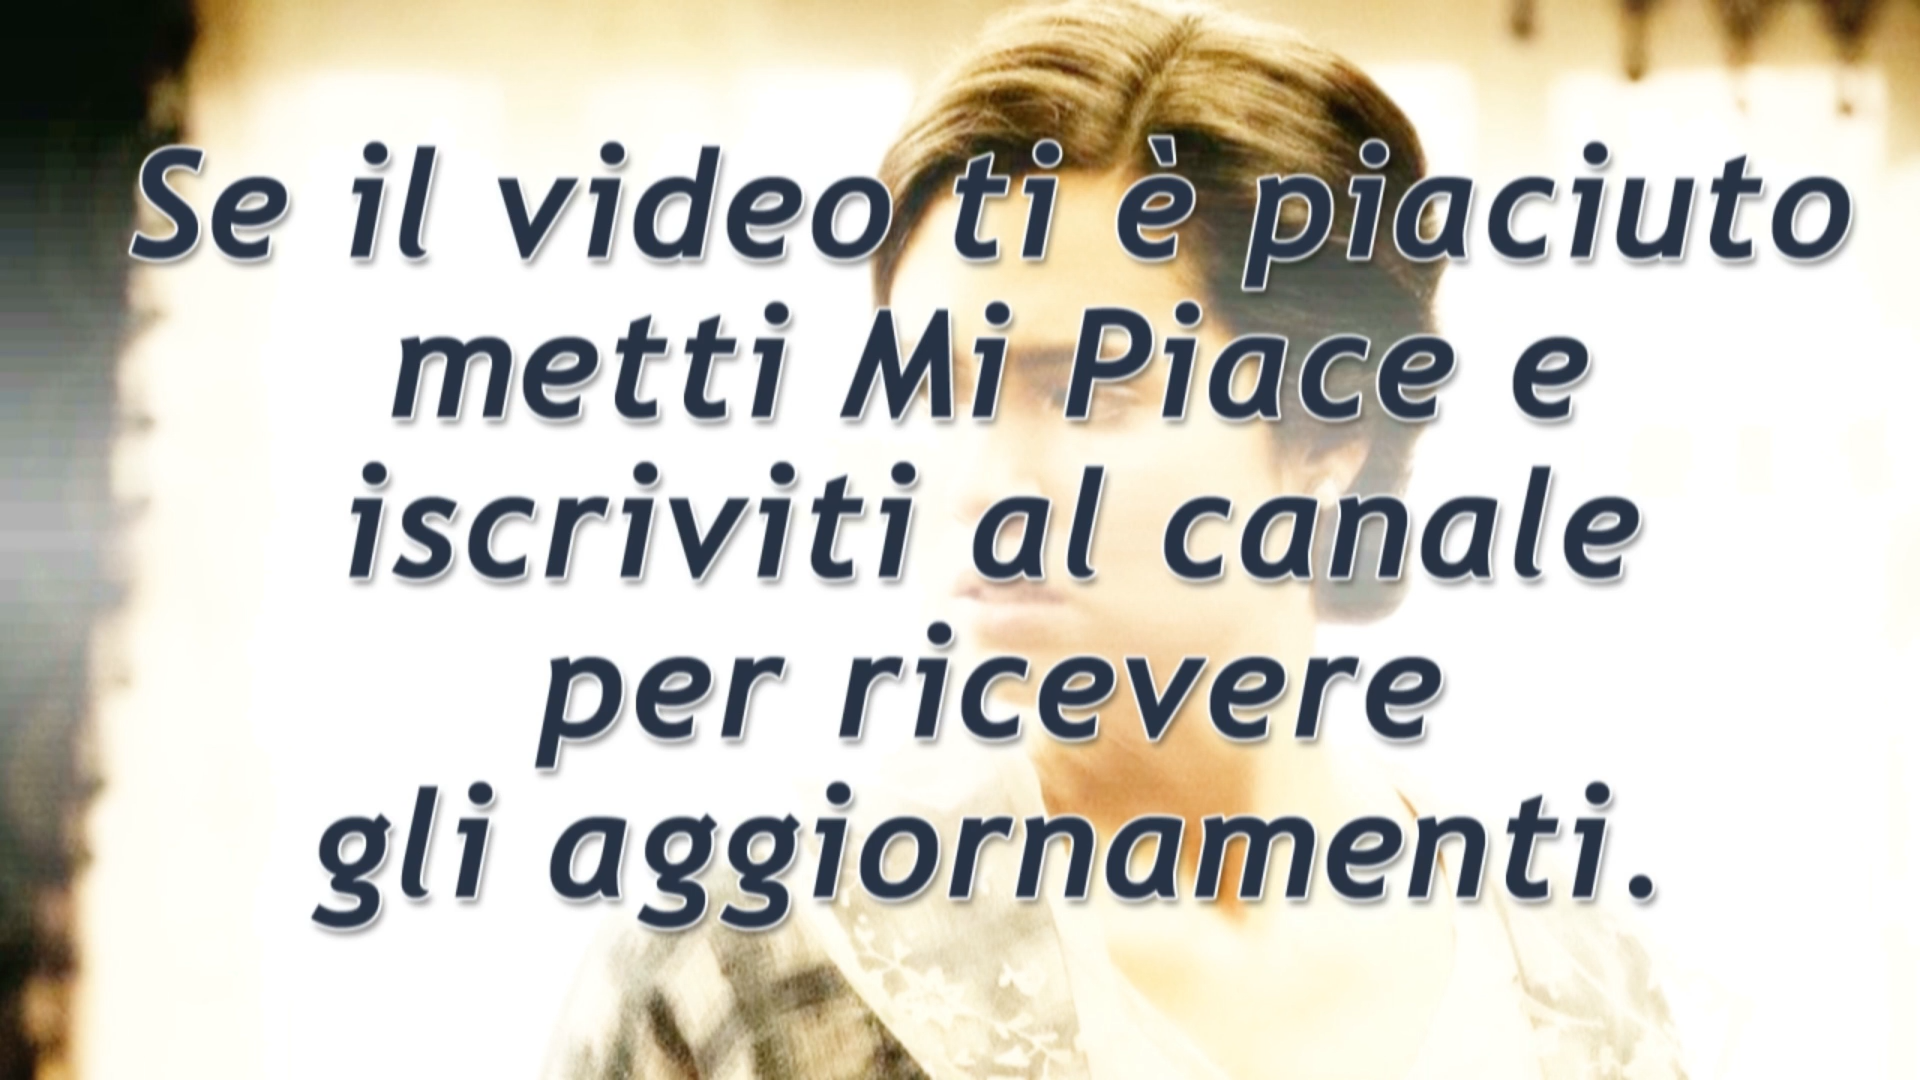 Se il video ti è piaciuto
metti Mi Piace e
iscriviti al canale
per ricevere
gli aggiornamenti.